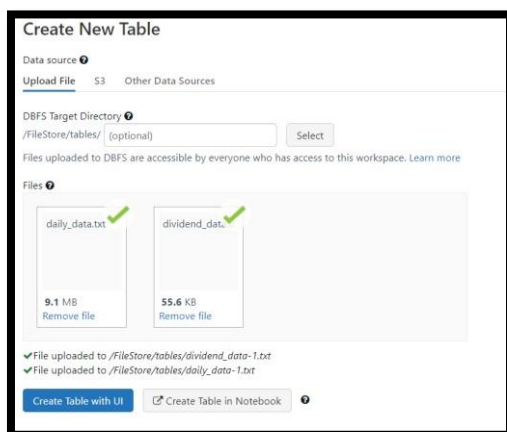 Create New Table
Data source
Upload File S3 Other Data Sources
DBFS Target Directory
/FileStore/tables/ (optional) Select
Files uploaded to DBFS are accessible by everyone who has access to this workspace. Learn more
Files
daily_data.txt dividend_data
9.1 MB 55.6 KB
Remove file Remove file
File uploaded to /FileStore/tables/dividend_data-1.txt
File uploaded to /FileStore/tables/daily_data-1.txt
Create Table with UI Create Table in Notebook